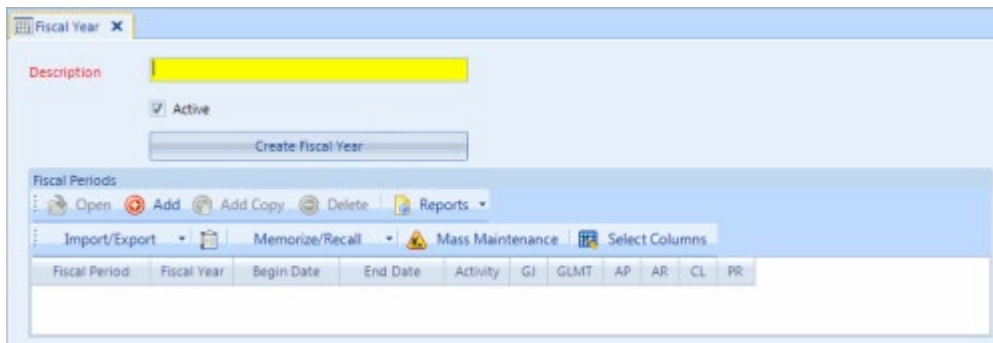 Fiscal Year
Description
Active
Create Fiscal Year
Fiscal Periods
Open Add Add Copy Delete Reports
Import/Export Memorize/Recall Mass Maintenance Select Columns
Fiscal Period Fiscal Year Begin Date End Date Activity GJ GLMT AP AR CL PR